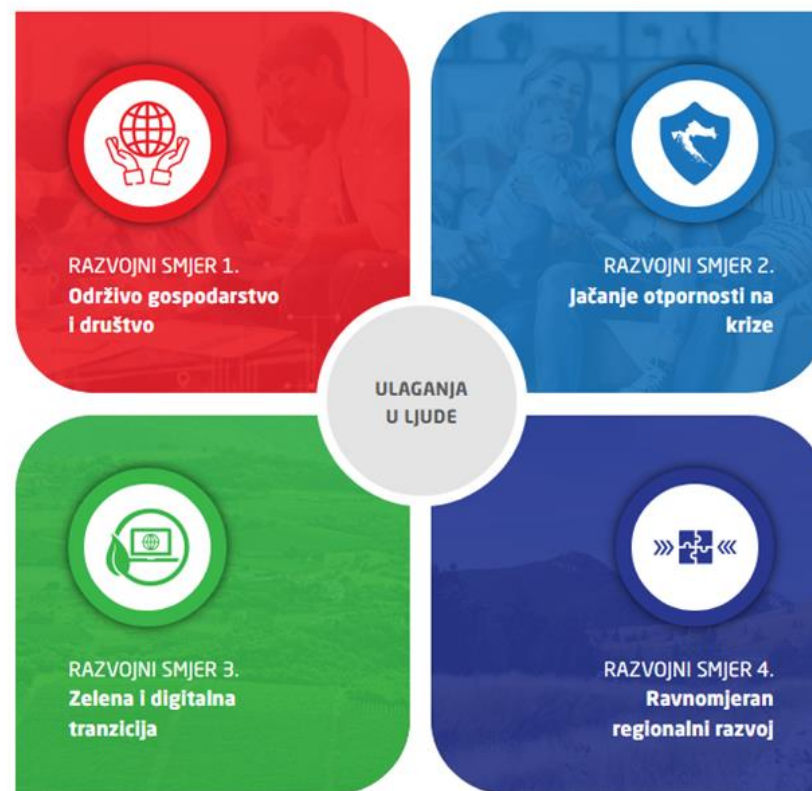 RAZVOJNI SMJER 1.
Održivo gospodarstvo
i društvo
RAZVOJNI SMJER 2.
Jačanje otpornosti na
krize
ULAGANJA
U LJUDE
RAZVOJNI SMJER 3.
Zelena i digitalna
tranzicija
RAZVOJNI SMJER 4.
Ravnomjeran
regionalni razvoj